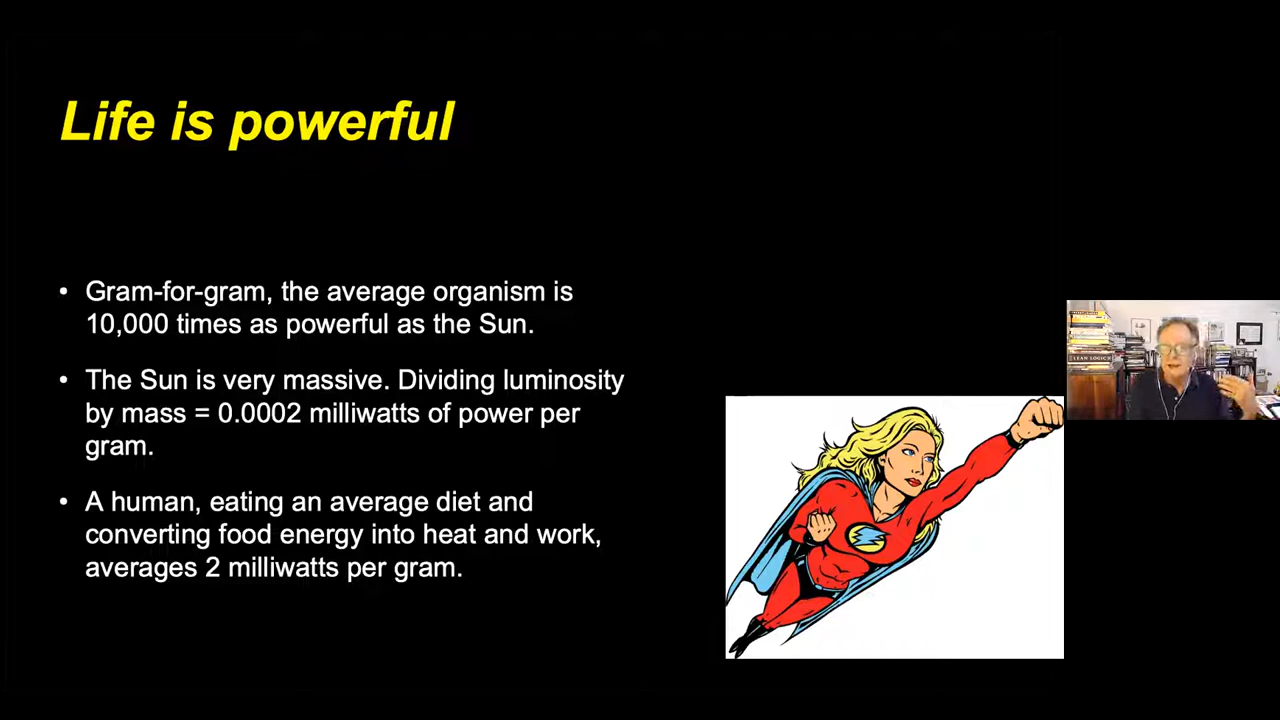 Life is powerful
• Gram-for-gram, the average organism is
10,000 times as powerful as the Sun.
• The Sun is very massive. Dividing luminosity
by mass = 0.0002 milliwatts of power per
gram.
• A human, eating an average diet and
converting food energy into heat and work,
averages 2 milliwatts per gram.
LEAN LOGIC